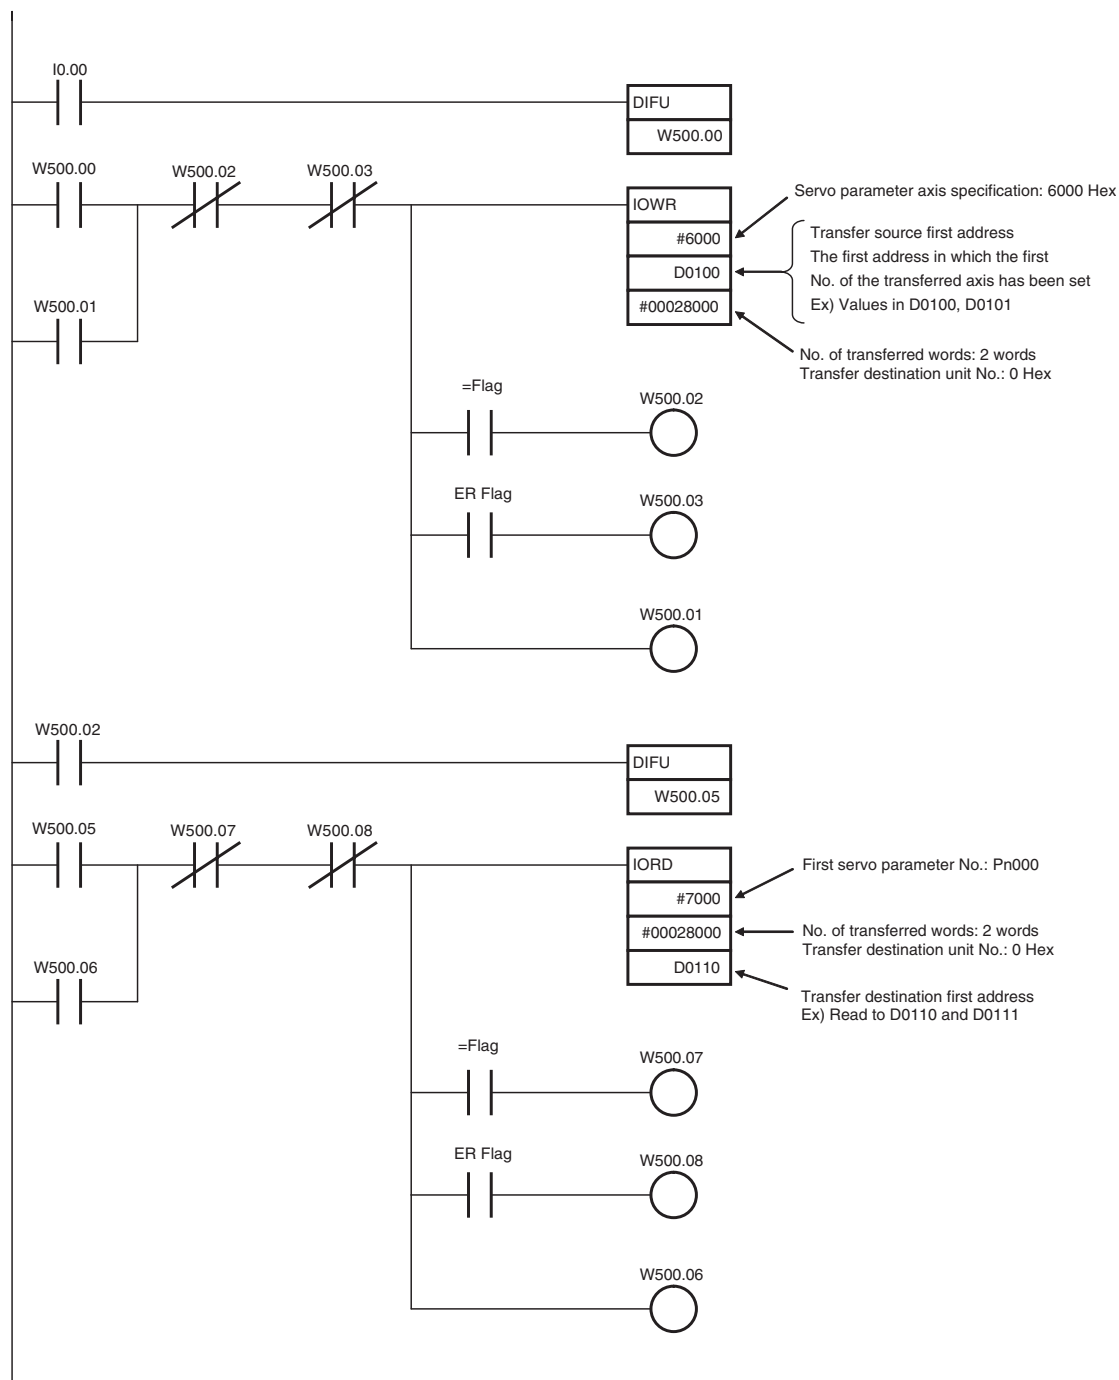 I0.00
DIFU
W500.00
W500.00
W500.02
W500.03
IOWR
#6000
D0100
#00028000
Servo parameter axis specification: 6000 Hex
Transfer source first address
The first address in which the first
No. of the transferred axis has been set
Ex) Values in D0100, D0101
No. of transferred words: 2 words
Transfer destination unit No.: 0 Hex
W500.01
=Flag
W500.02
ER Flag
W500.03
W500.01
W500.02
DIFU
W500.05
W500.05
W500.07
W500.08
IORD
#7000
#00028000
D0110
First servo parameter No.: Pn000
No. of transferred words: 2 words
Transfer destination unit No.: 0 Hex
Transfer destination first address
Ex) Read to D0110 and D0111
W500.06
=Flag
W500.07
ER Flag
W500.08
W500.06